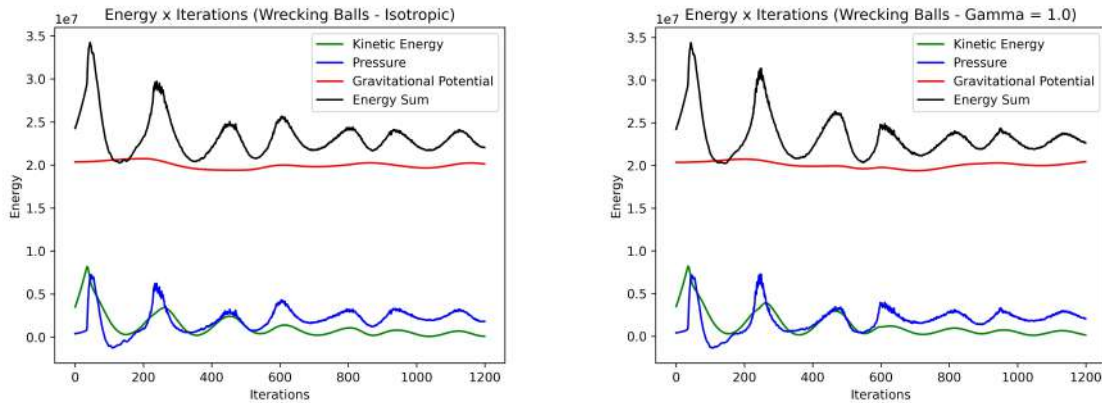 Energy x Iterations (Wrecking Balls - Isotropic)
1e7
Kinetic Energy
Pressure
Gravitational Potential
Energy Sum
3.5
3.0
2.5
2.0
1.5
1.0
0.5
0.0
Energy
0 200 400 600 800 1000 1200
Iterations
Energy x Iterations (Wrecking Balls - Gamma = 1.0)
1e7
Kinetic Energy
Pressure
Gravitational Potential
Energy Sum
3.5
3.0
2.5
2.0
1.5
1.0
0.5
0.0
Energy
0 200 400 600 800 1000 1200
Iterations